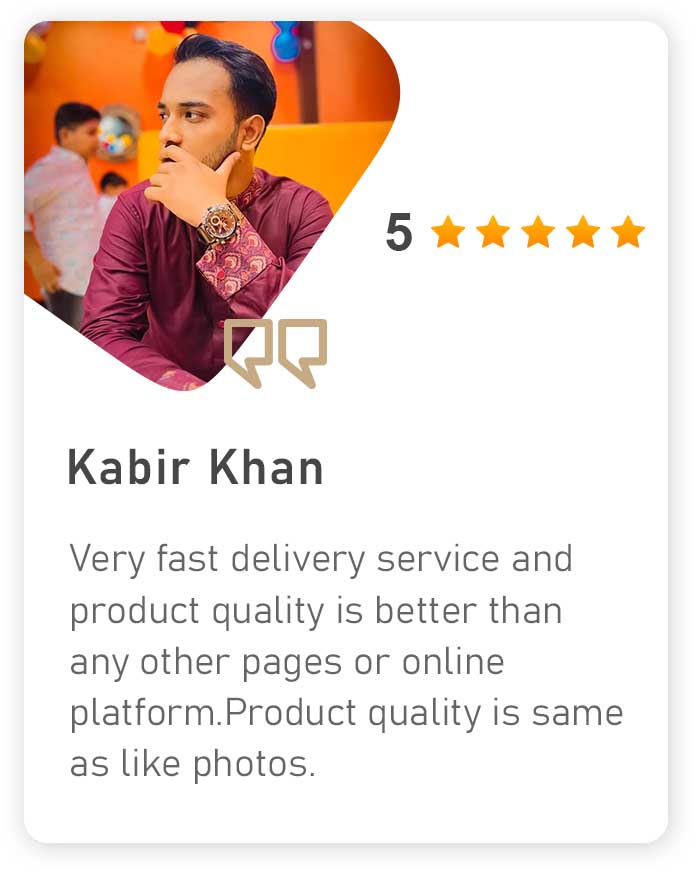 5
Kabir Khan
Very fast delivery service and
product quality is better than
any other pages or online
platform.Product quality is same
as like photos.